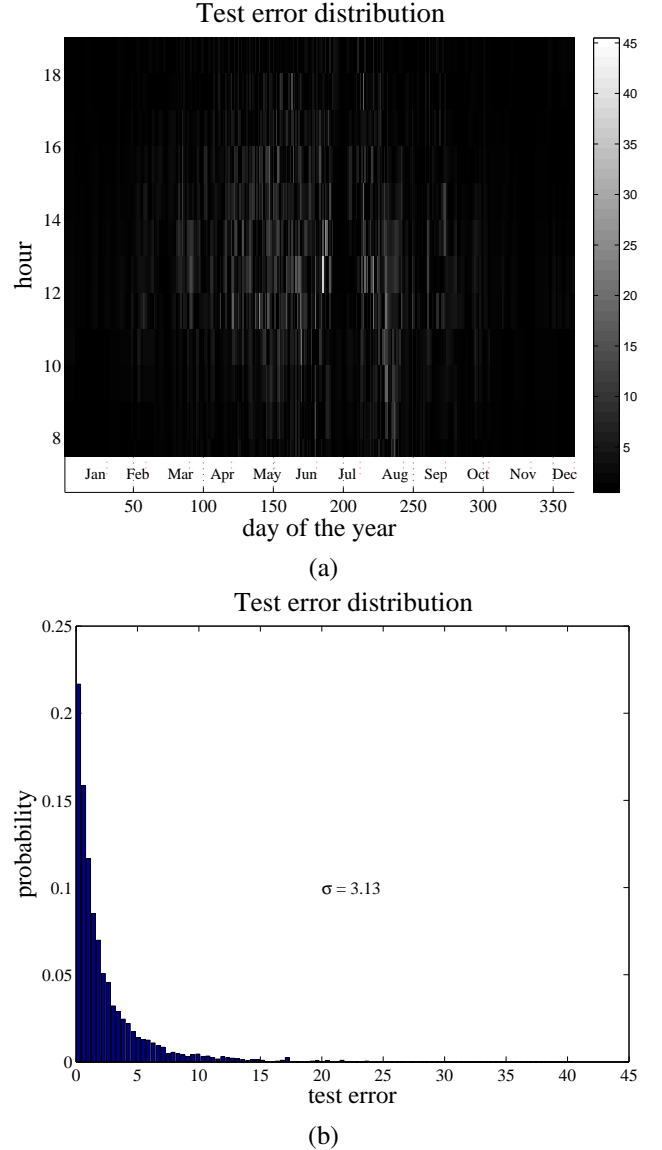 Test error distribution
18
16
14
12
10
8
hour
45
40
35
30
25
20
15
10
5
Jan Feb Mar Apr May Jun Jul Aug Sep Oct Nov Dec
50 100 150 200 250 300 350
day of the year
(a)
Test error distribution
0.25
0.2
0.15
0.1
0.05
0
probability
σ = 3.13
0 5 10 15 20 25 30 35 40 45
test error
(b)